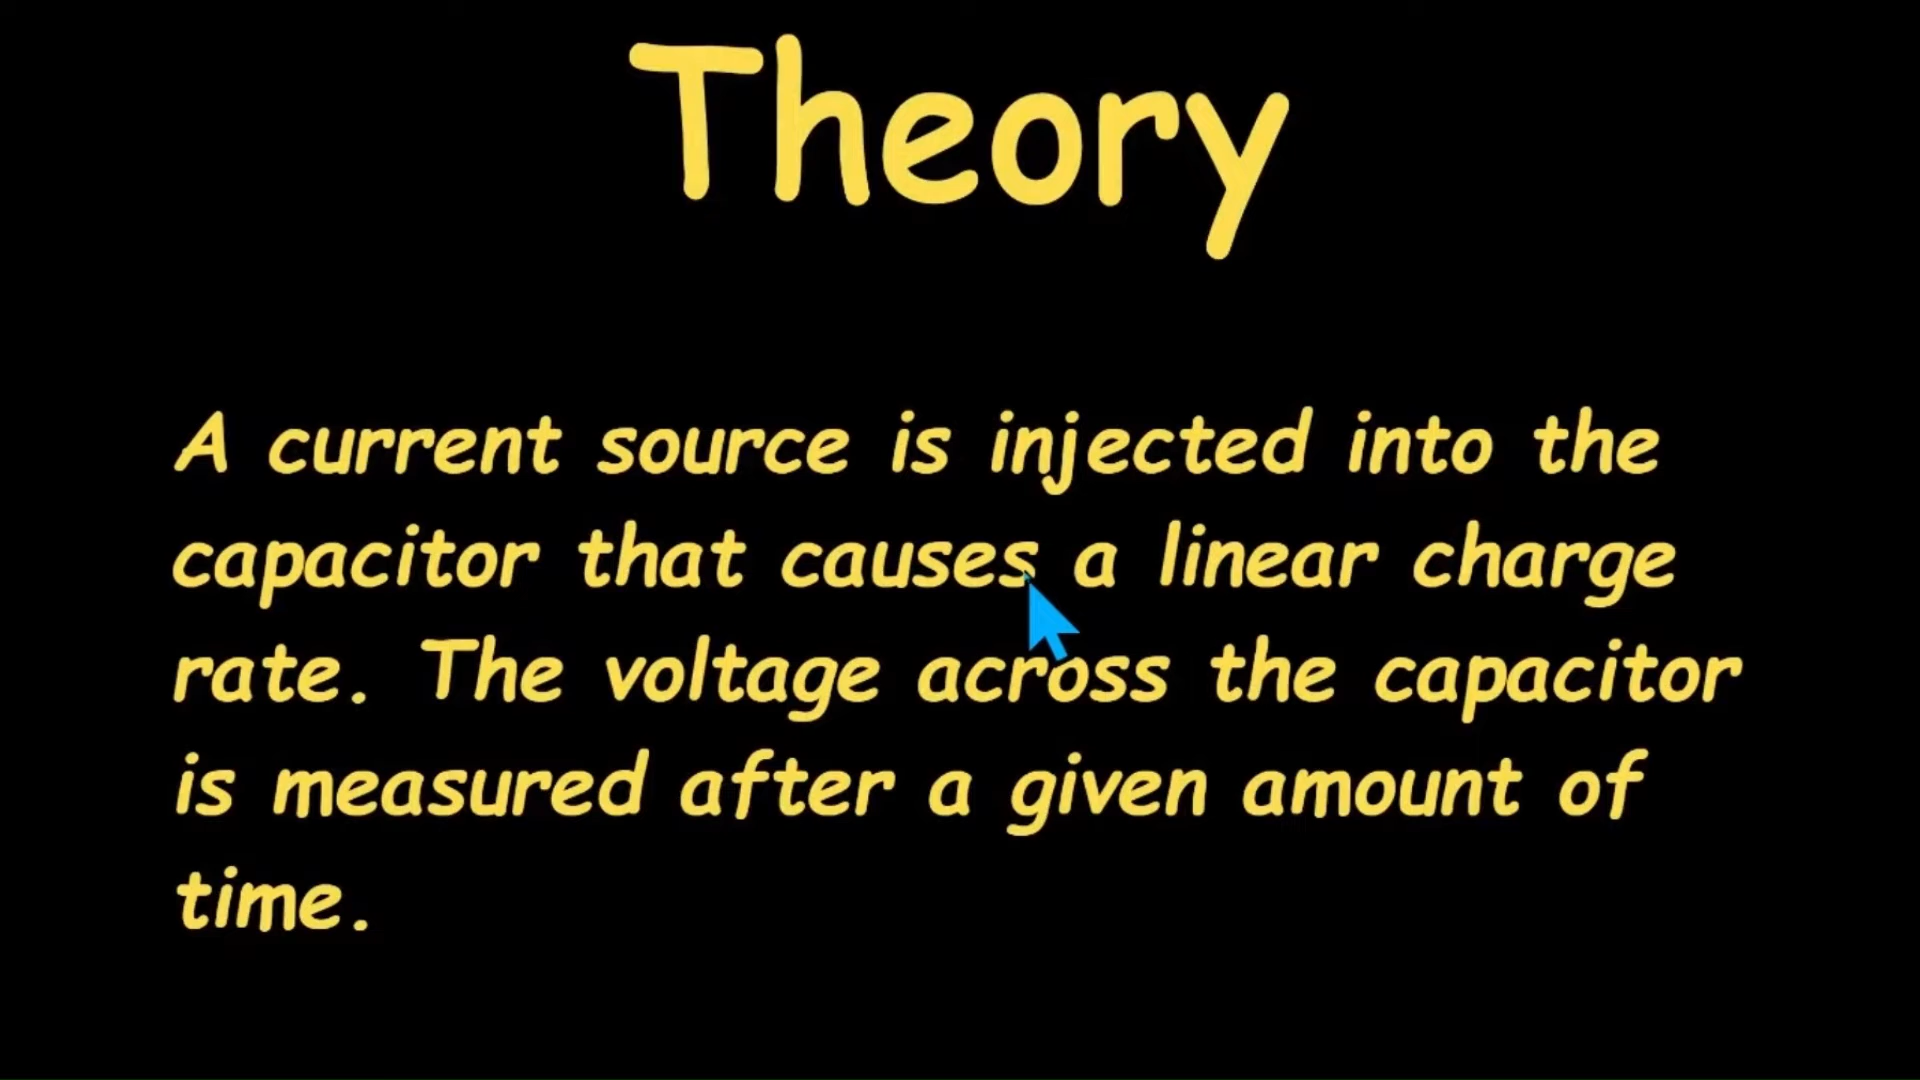 Theory
A current source is injected into the
capacitor that causes a linear charge
rate. The voltage across the capacitor
is measured after a given amount of
time.